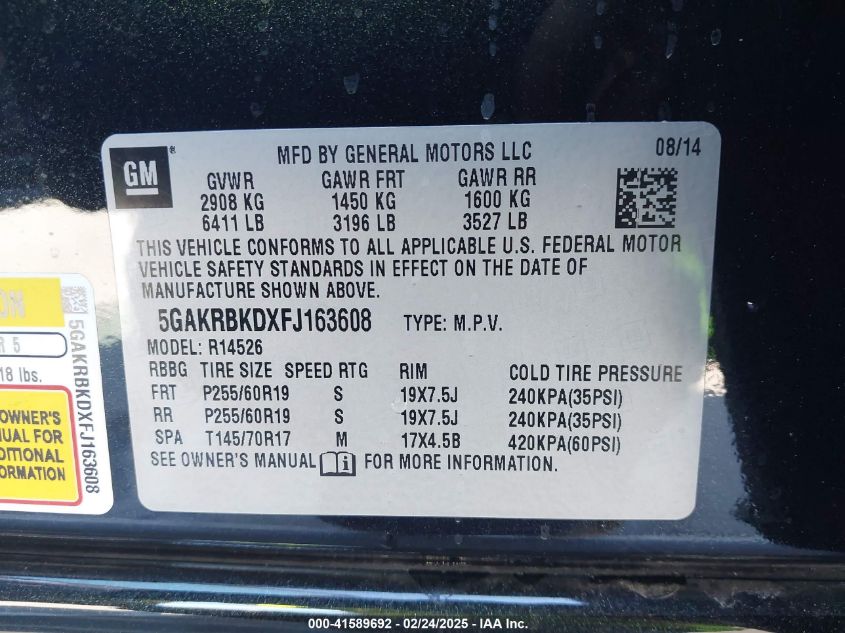 MFD BY GENERAL MOTORS LLC 08/14
GM ®
GVWR GAWR FRT GAWR RR
2908 KG 1450 KG 1600 KG
6411 LB 3196 LB 3527 LB
THIS VEHICLE CONFORMS TO ALL APPLICABLE U.S. FEDERAL MOTOR
VEHICLE SAFETY STANDARDS IN EFFECT ON THE DATE OF
MANUFACTURE SHOWN ABOVE.
5GAKRBKDXFJ163608 TYPE: M.P.V.
MODEL: R14526
RBBG TIRE SIZE SPEED RTG RIM COLD TIRE PRESSURE
FRT P255/60R19 S 19X7.5J 240KPA(35PSI)
RR P255/60R19 S 19X7.5J 240KPA(35PSI)
SPA T145/70R17 M 17X4.5B 420KPA(60PSI)
SEE OWNER'S MANUAL i FOR MORE INFORMATION.
R 5
18 lbs.
OWNER'S
UAL FOR
DITIONAL
ORMATION
5GAKRBKDXFJ163608
000-41589692 - 02/24/2025 - IAA Inc.